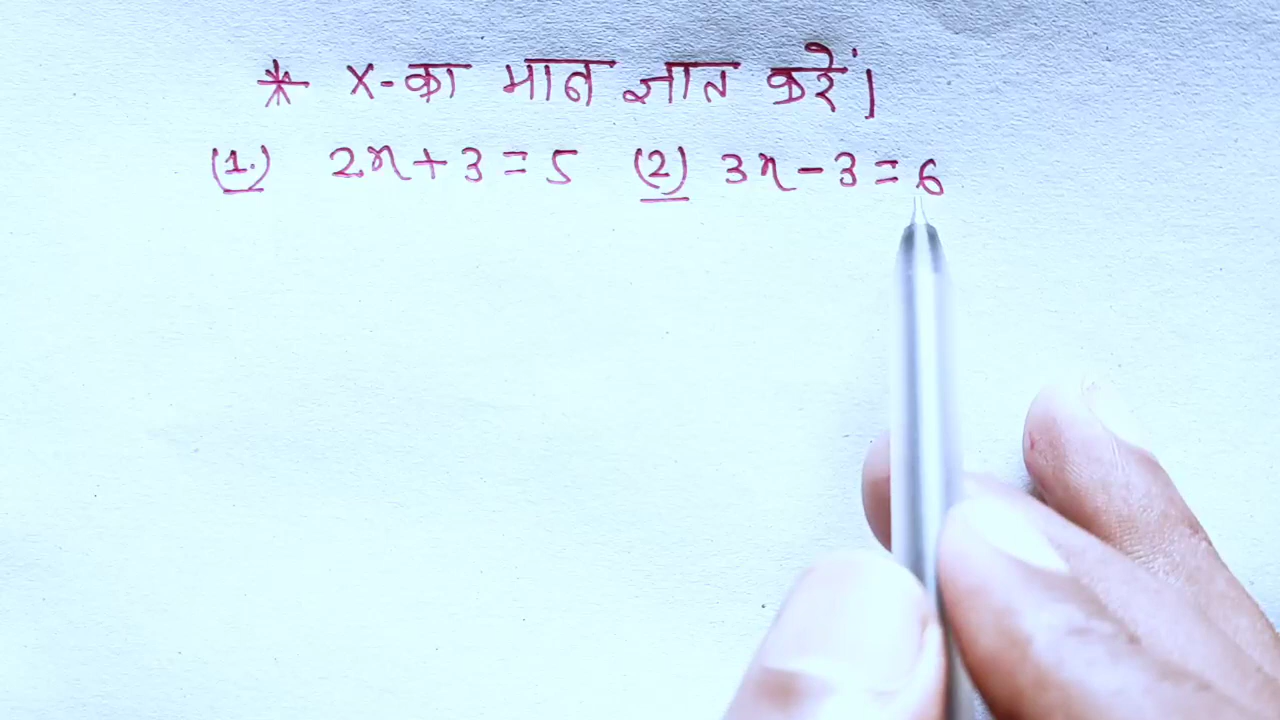 * x-का मान ज्ञात करें।
(1.) 2x+3=5 (2) 3x-3=6